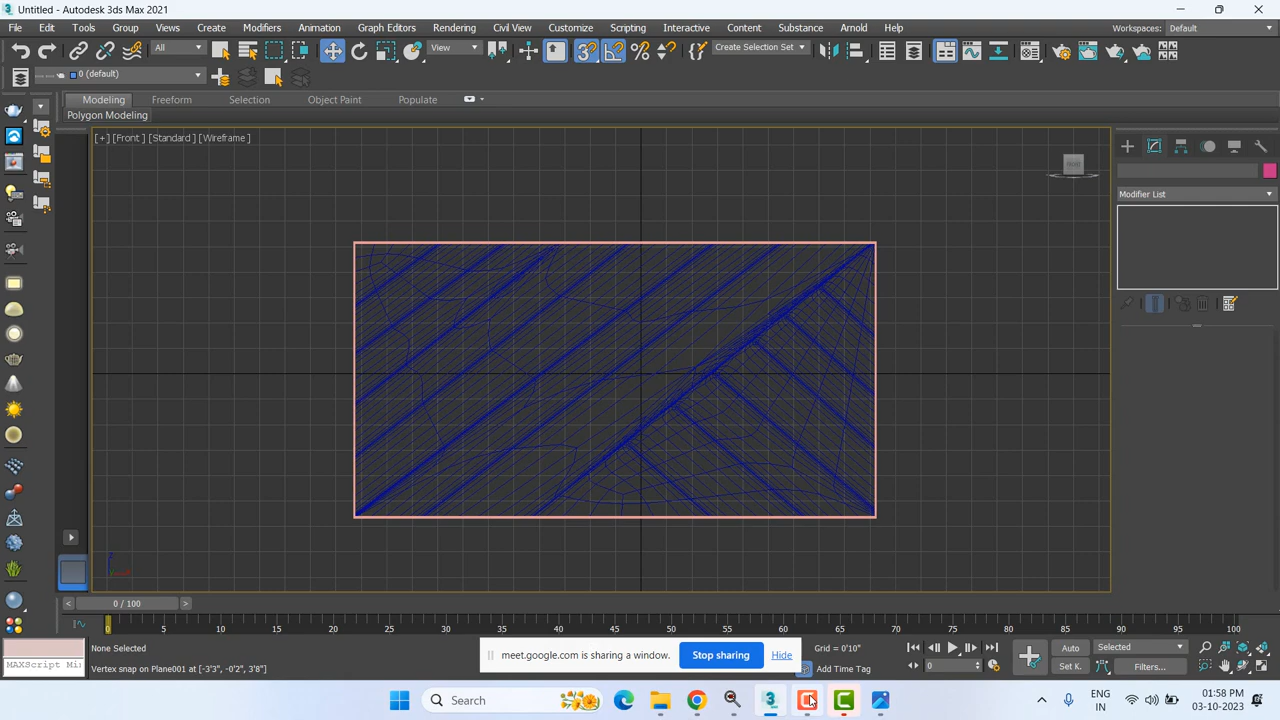 Untitled - Autodesk 3ds Max 2021
File Edit Tools Group Views Create Modifiers Animation Graph Editors Rendering Civil View Customize Scripting Interactive Content Substance Arnold Help Workspaces: Default
All View Create Selection Set
0 (default)
Modeling Freeform Selection Object Paint Populate
Polygon Modeling
[+] [Front ] [Standard ] [Wireframe ]
Modifier List
0 / 100
0 5 10 15 20 25 30 35 40 45 50 55 60 65 70 75 80 85 90 95 100
None Selected
MAXScript Mi
Vertex snap on Plane001 at [-3'3", -0'2", 3'8"]
meet.google.com is sharing a window. Stop sharing Hide
Grid = 0'10"
Add Time Tag
0
Auto Selected
Set K. Filters...
Search
ENG
IN
01:58 PM
03-10-2023